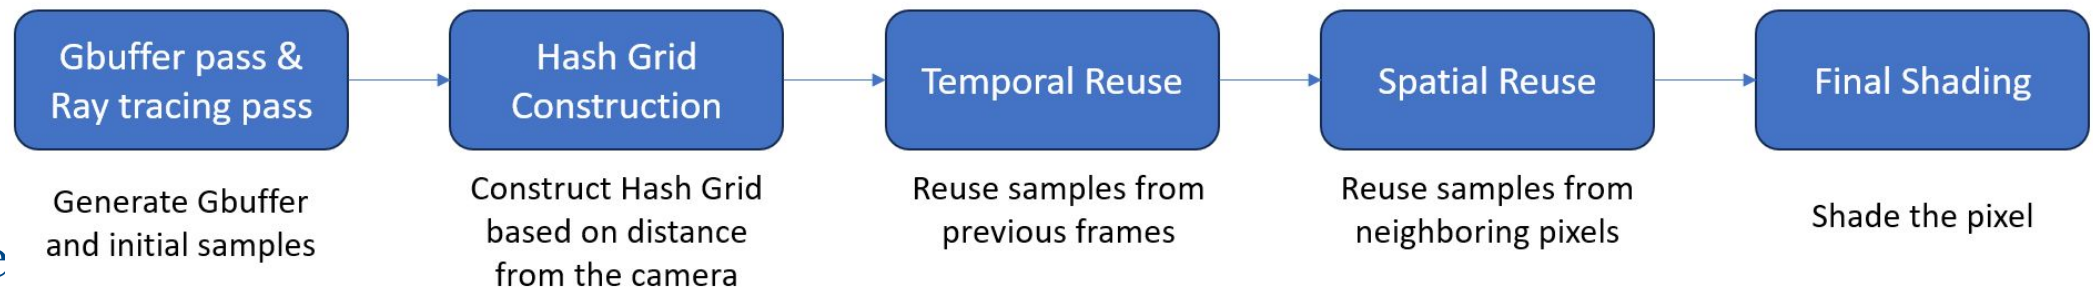 Gbuffer pass &
Ray tracing pass
Hash Grid
Construction
Temporal Reuse
Spatial Reuse
Final Shading
Generate Gbuffer
and initial samples
Construct Hash Grid
based on distance
from the camera
Reuse samples from
previous frames
Reuse samples from
neighboring pixels
Shade the pixel
e